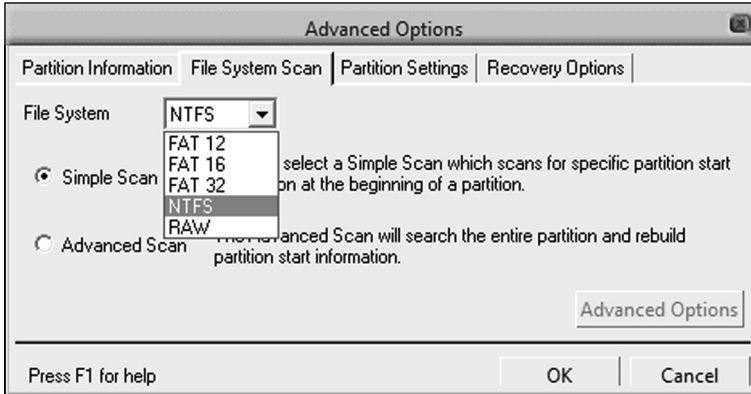 Advanced Options
Partition Information File System Scan Partition Settings Recovery Options
File System NTFS
FAT 12
FAT 16
FAT 32
NTFS
RAW
Simple Scan select a Simple Scan which scans for specific partition start
at the beginning of a partition.
Advanced Scan The Advanced Scan will search the entire partition and rebuild
partition start information.
Advanced Options
Press F1 for help OK Cancel